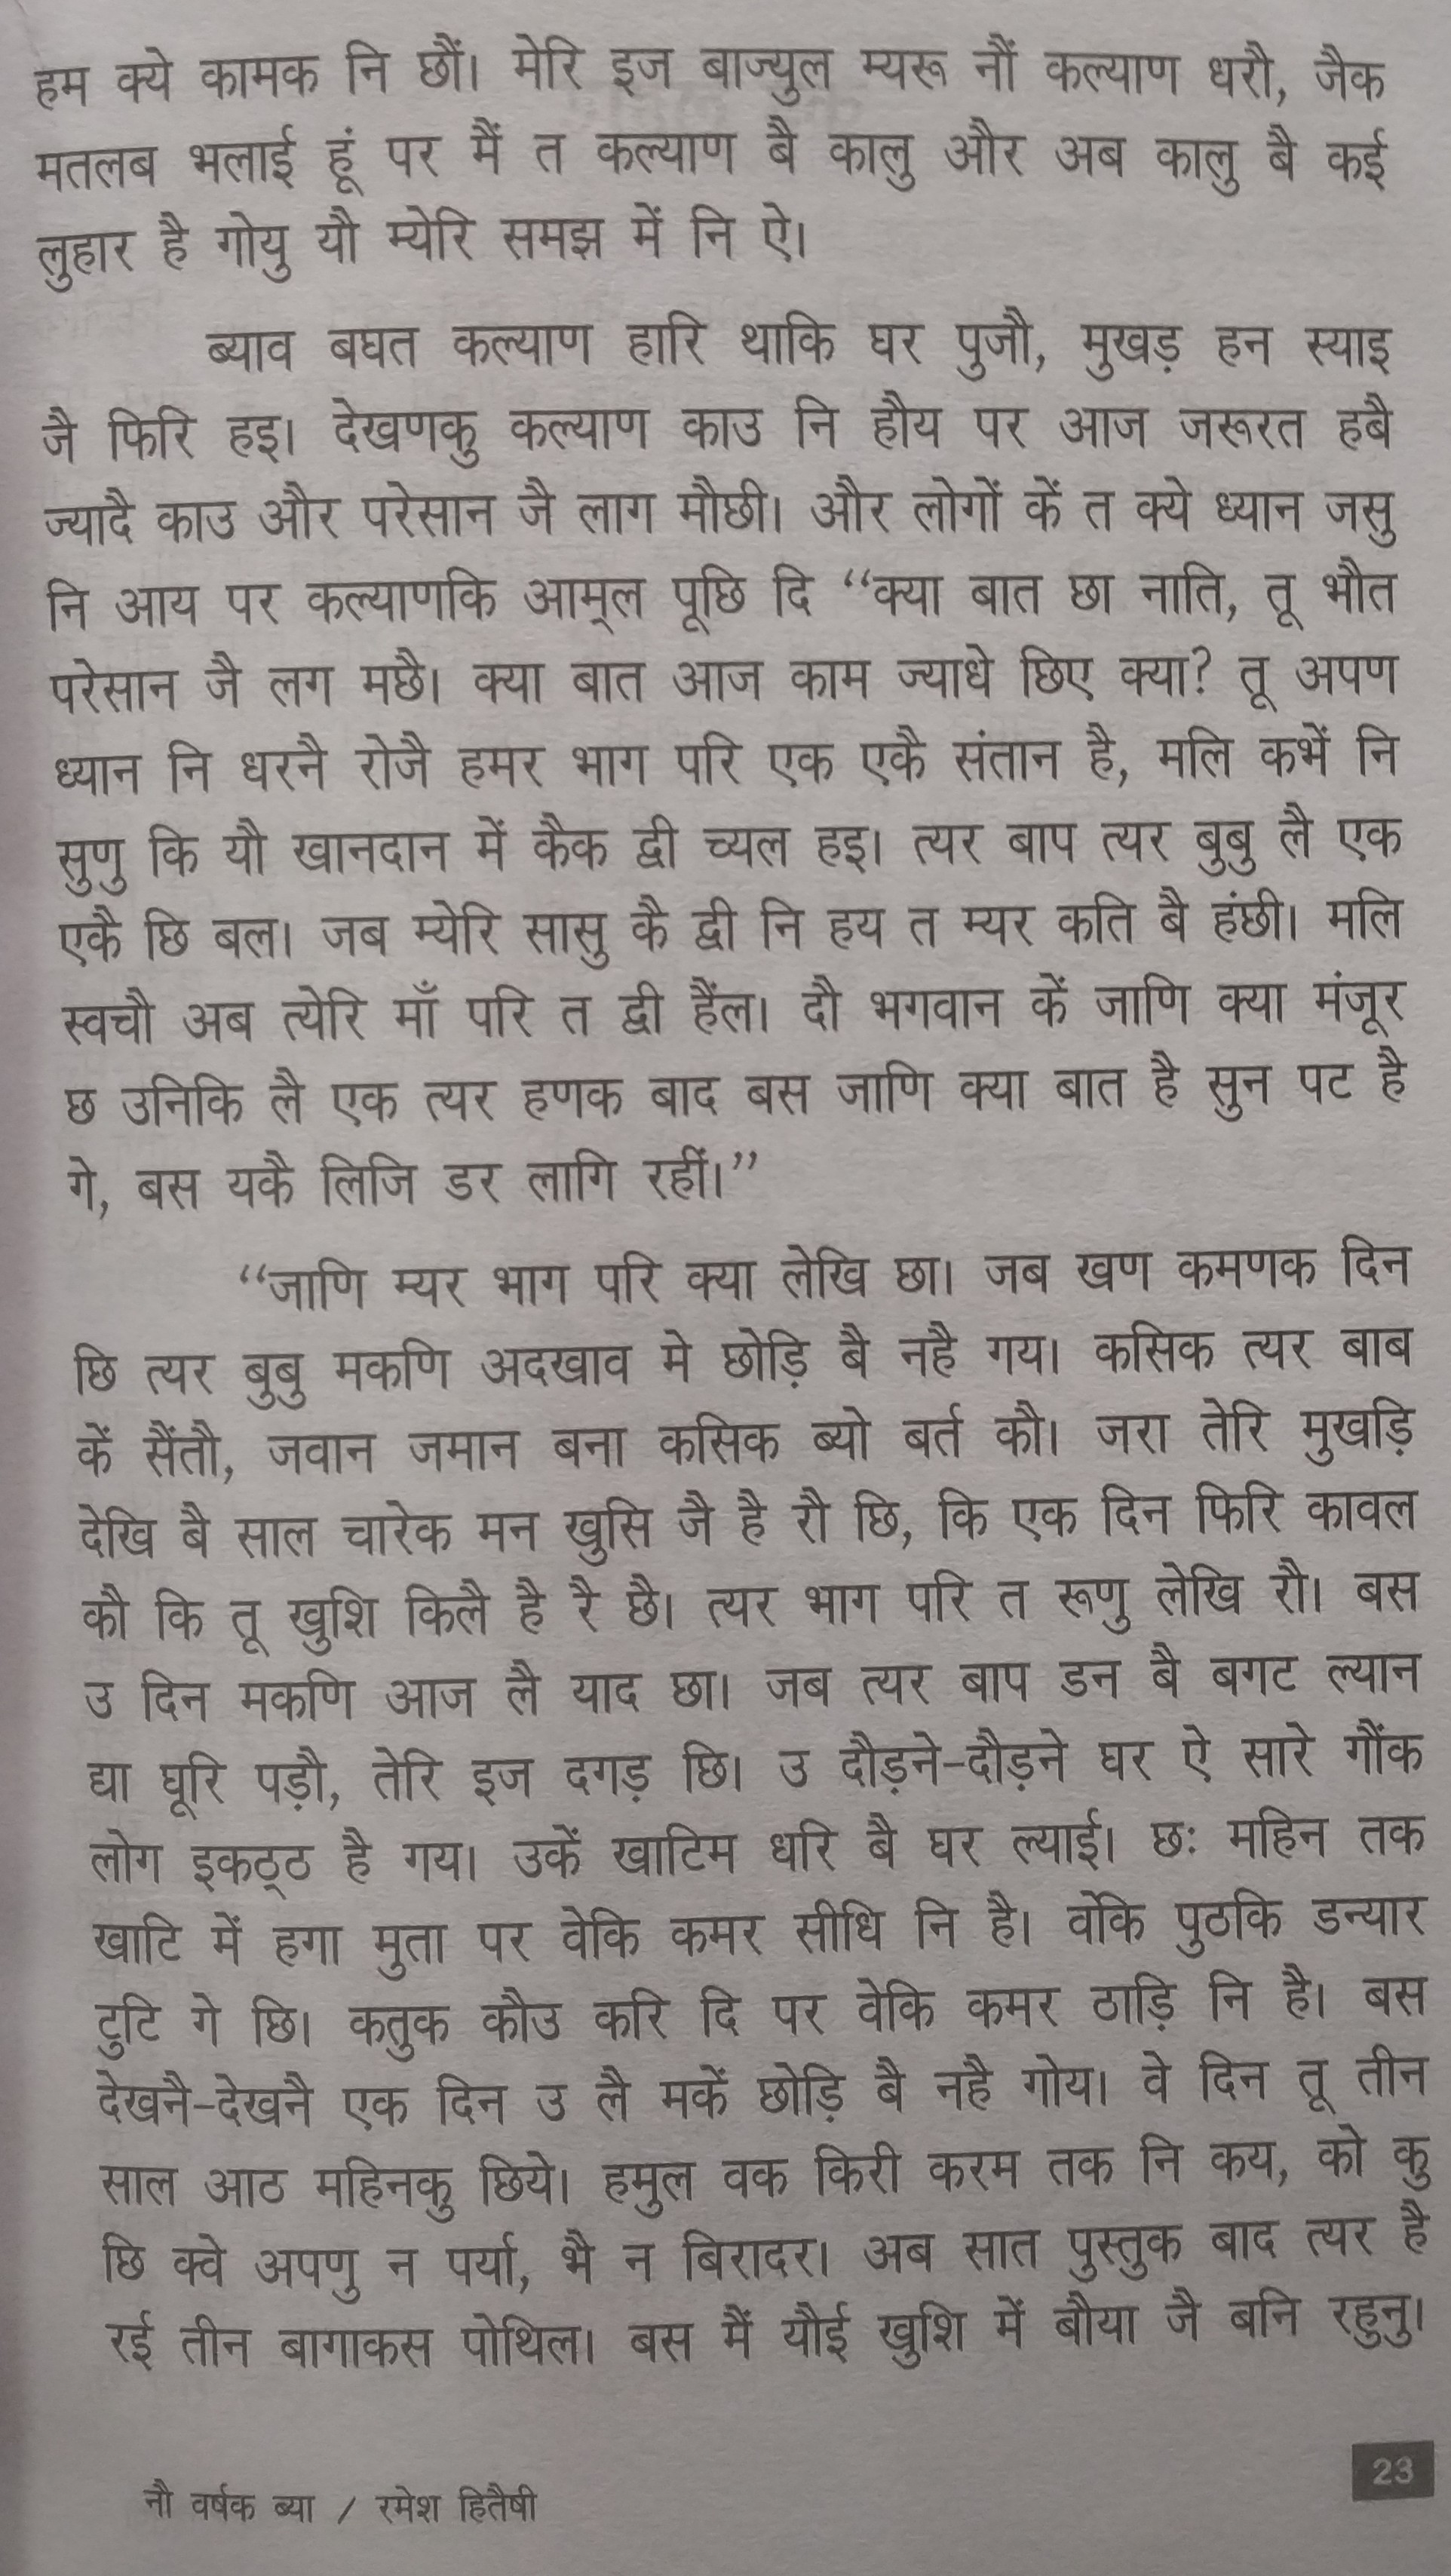 हम क्ये कामक नि छौं। मेरि इज बाज्युल म्यरू नौं कल्याण धरौ, जैक
मतलब भलाई हूं पर मैं त कल्याण बै कालु और अब कालु बै कई
लुहार है गोयु यौ म्येरि समझ में नि ऐ।
ब्याव बघत कल्याण हारि थाकि घर पुजौ, मुखड़ हन स्याइ
जै फिरि हइ। देखणकु कल्याण काउ नि हौय पर आज जरूरत हबै
ज्यादै काउ और परेसान जै लाग मौछी। और लोगों कें त क्ये ध्यान जसु
नि आय पर कल्याणकि आम्‌ल पूछि दि “क्या बात छा नाति, तू भौत
परेसान जै लग मछै। क्या बात आज काम ज्याधे छिए क्या? तू अपण
ध्यान नि धरनै रोजै हमर भाग परि एक एकै संतान है, मलि कभें नि
सुणु कि यौ खानदान में कैक द्वी च्यल हइ। त्यर बाप त्यर बुबु लै एक
एकै छि बल। जब म्येरि सासु कै द्वी नि हय त म्यर कति बै हंछी। मलि
स्वचौ अब त्येरि माँ परि त द्वी हैंल। दौ भगवान कें जाणि क्या मंजूर
छ उनिकि लै एक त्यर हणक बाद बस जाणि क्या बात है सुन पट है
गे, बस यकै लिजि डर लागि रहीं।”
“जाणि म्यर भाग परि क्या लेखि छा। जब खण कमणक दिन
छि त्यर बुबु मकणि अदखाव मे छोड़ि बै नहै गय। कसिक त्यर बाब
कें सैंतौ, जवान जमान बना कसिक ब्यो बर्त कौ। जरा तेरि मुखड़ि
देखि बै साल चारेक मन खुसि जै है रौ छि, कि एक दिन फिरि कावल
कौ कि तू खुशि किलै है रै छै। त्यर भाग परि त रूणु लेखि रौ। बस
उ दिन मकणि आज लै याद छा। जब त्यर बाप डन बै बगट ल्यान
द्या घूरि पड़ौ, तेरि इज दगड़ छि। उ दौड़ने-दौड़ने घर ऐ सारे गौंक
लोग इकठ्ठ है गय। उकें खाटिम धरि बै घर ल्याई। छः महिन तक
खाटि में हगा मुता पर वेकि कमर सीधि नि है। वेंकि पुठकि डन्यार
टुटि गे छि। कतुक कौउ करि दि पर वेकि कमर ठाड़ि नि है। बस
देखनै-देखनै एक दिन उ लै मकें छोड़ि बै नहै गोय। वे दिन तू तीन
साल आठ महिनकु छिये। हमुल वक किरी करम तक नि कय, को कु
छि क्वे अपणु न पर्या, भै न बिरादर। अब सात पुस्तुक बाद त्यर है
रई तीन बागाकस पोथिल। बस मैं यौई खुशि में बौया जै बनि रहुनु।
नौ वर्षक ब्या / रमेश हितैषी
23